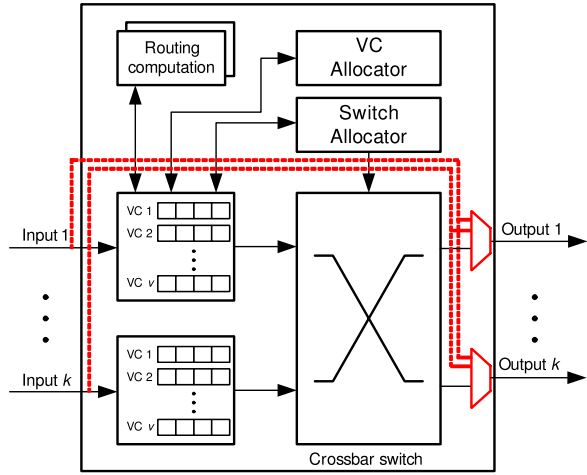 Routing
computation
VC
Allocator
Switch
Allocator
Input 1
VC 1
VC 2
VC v
Output 1
Input k
VC 1
VC 2
VC v
Output k
Crossbar switch